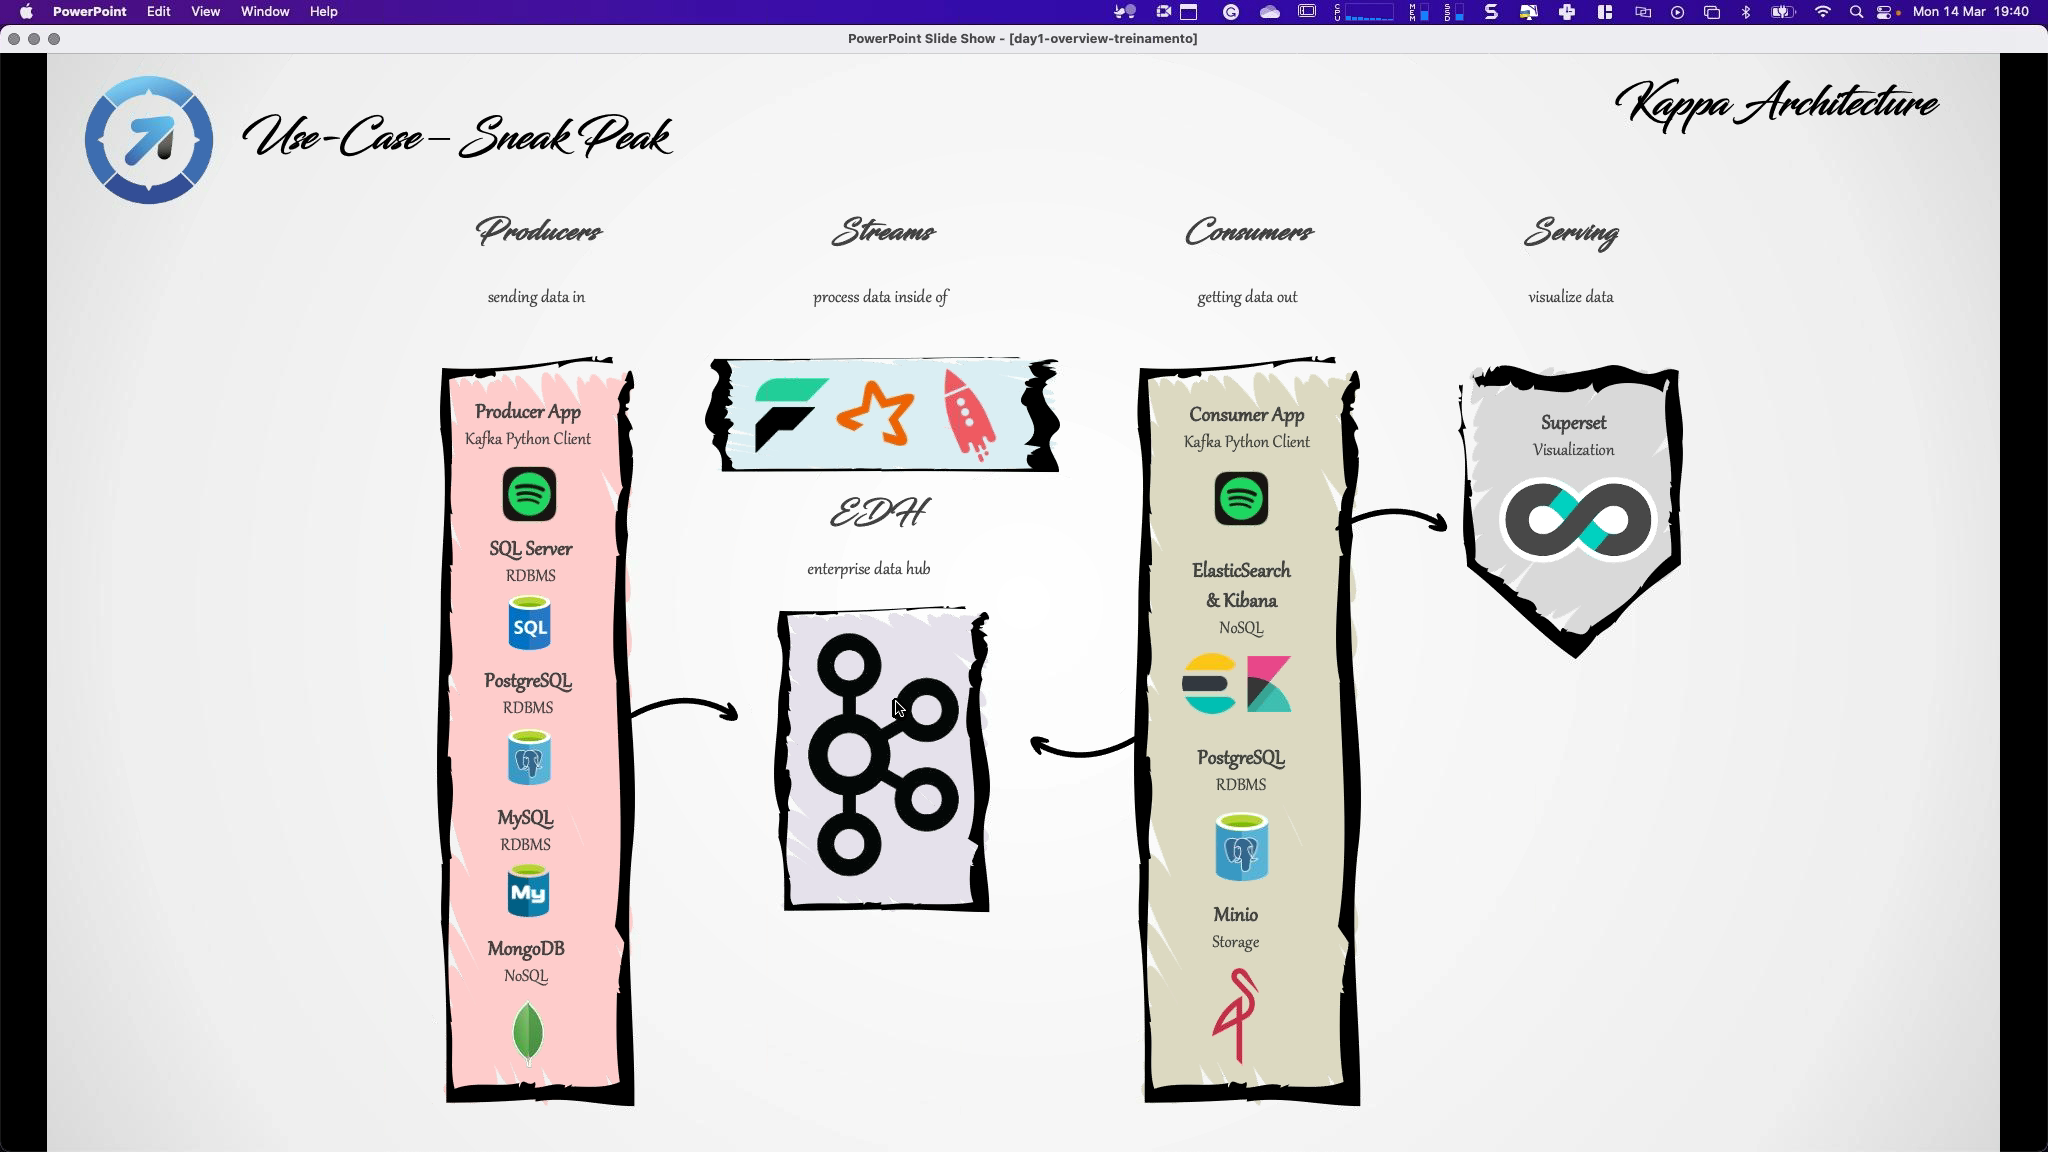 PowerPoint Edit View Window Help
CPU MEM SSD Mon 14 Mar 19:40
PowerPoint Slide Show - [day1-overview-treinamento]
Use-Case – Sneak Peak
Kappa Architecture
Producers
sending data in
Producer App
Kafka Python Client
SQL Server
RDBMS
SQL
PostgreSQL
RDBMS
MySQL
RDBMS
My
MongoDB
NoSQL
Streams
process data inside of
EDH
enterprise data hub
Consumers
getting data out
Consumer App
Kafka Python Client
ElasticSearch
& Kibana
NoSQL
PostgreSQL
RDBMS
Minio
Storage
Serving
visualize data
Superset
Visualization